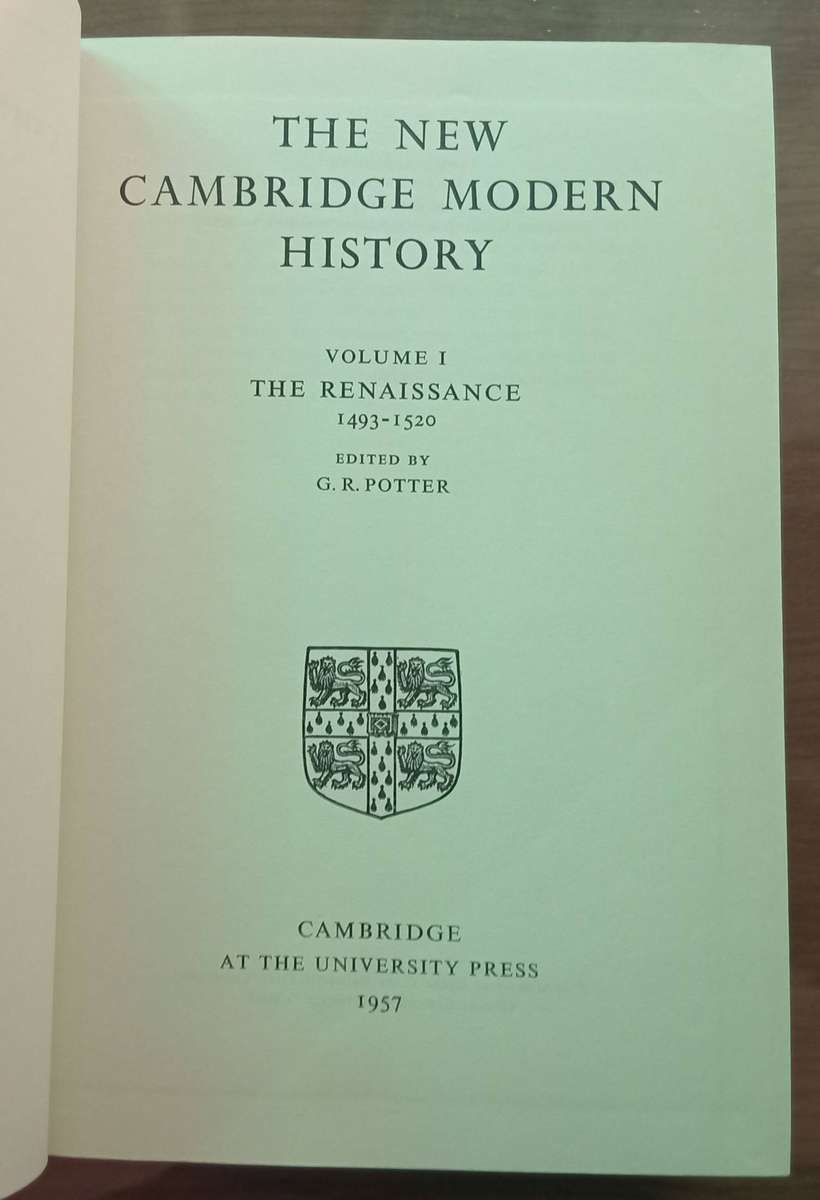 THE NEW
CAMBRIDGE MODERN
HISTORY
VOLUME I
THE RENAISSANCE
1493-1520
EDITED BY
G. R. POTTER
CAMBRIDGE
AT THE UNIVERSITY PRESS
1957